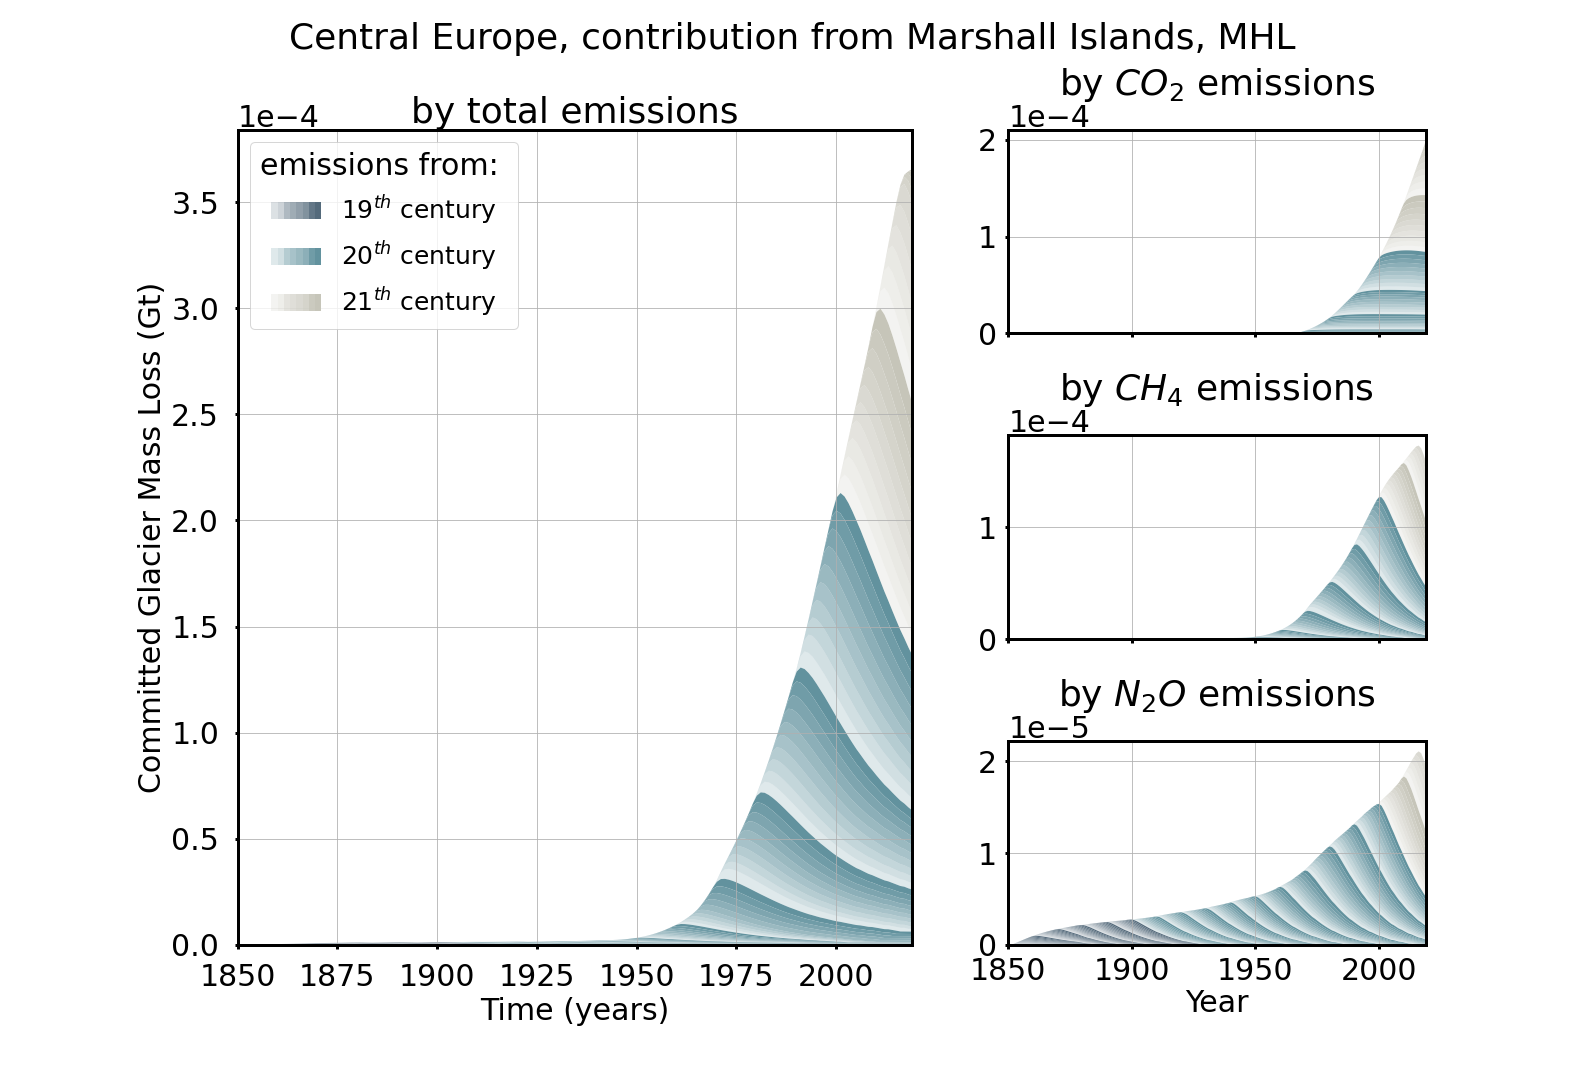 Central Europe, contribution from Marshall Islands, MHL
by total emissions
1e−4
emissions from:
19th century
20th century
21th century
Committed Glacier Mass Loss (Gt)
3.5
3.0
2.5
2.0
1.5
1.0
0.5
0.0
1850 1875 1900 1925 1950 1975 2000
Time (years)
by CO2 emissions
1e−4
2
1
0
by CH4 emissions
1e−4
1
0
by N2O emissions
1e−5
2
1
0
1850 1900 1950 2000
Year